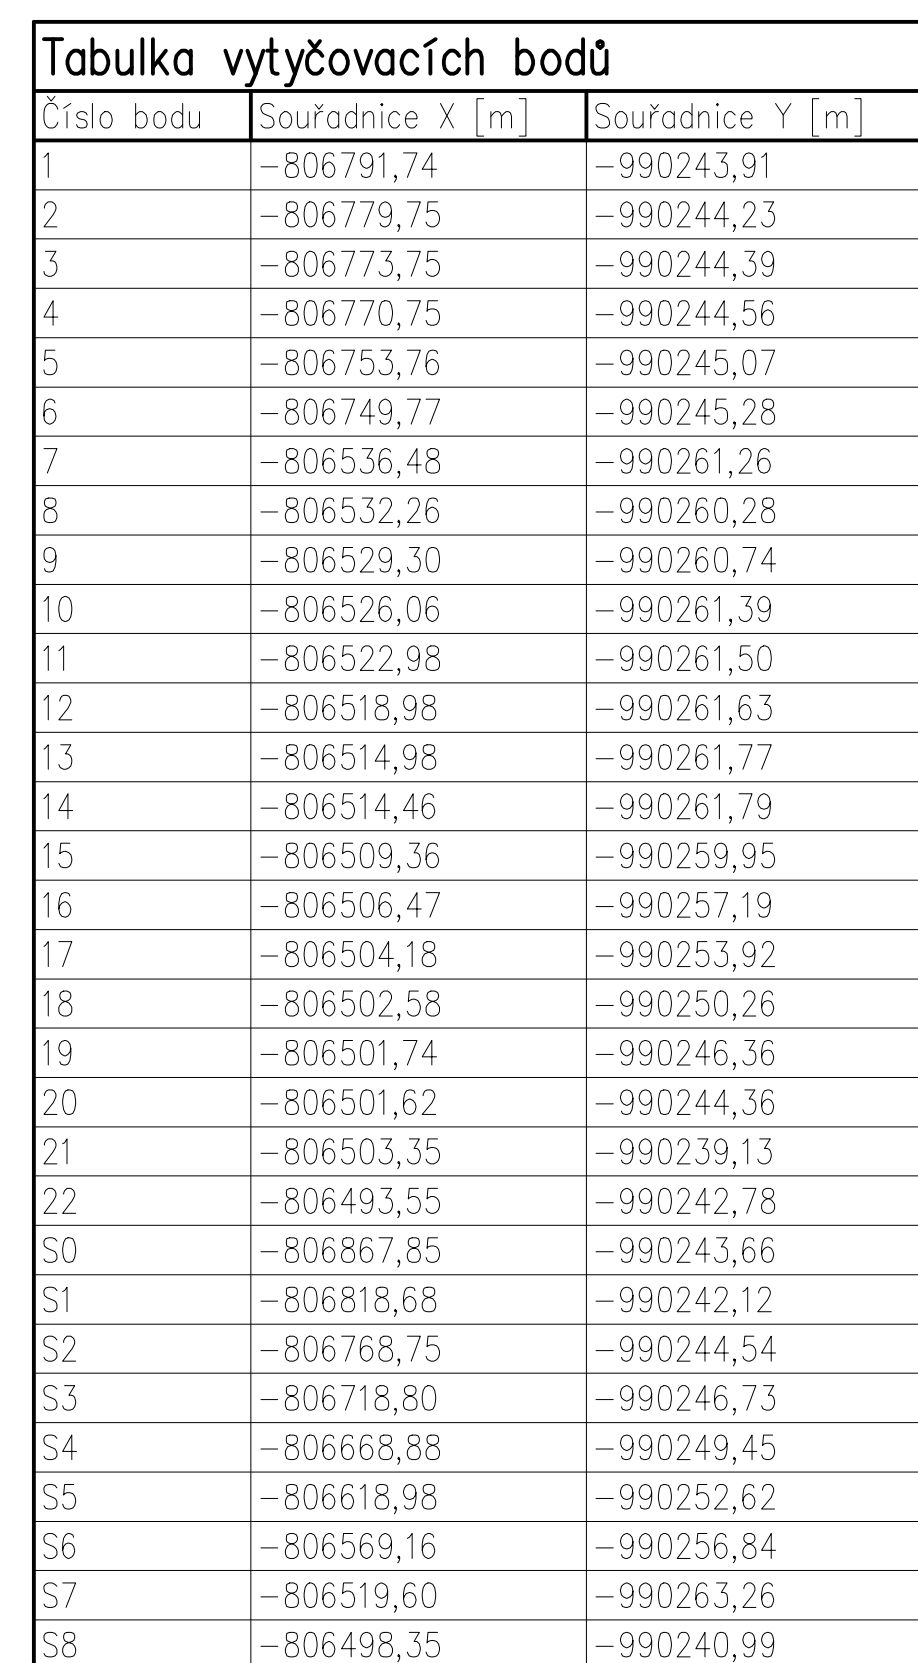 Tabulka vytyčovacích bodů
Číslo bodu Souřadnice X [m] Souřadnice Y [m]
1 -806791,74 -990243,91
2 -806779,75 -990244,23
3 -806773,75 -990244,39
4 -806770,75 -990244,56
5 -806753,76 -990245,07
6 -806749,77 -990245,28
7 -806536,48 -990261,26
8 -806532,26 -990260,28
9 -806529,30 -990260,74
10 -806526,06 -990261,39
11 -806522,98 -990261,50
12 -806518,98 -990261,63
13 -806514,98 -990261,77
14 -806514,46 -990261,79
15 -806509,36 -990259,95
16 -806506,47 -990257,19
17 -806504,18 -990253,92
18 -806502,58 -990250,26
19 -806501,74 -990246,36
20 -806501,62 -990244,36
21 -806503,35 -990239,13
22 -806493,55 -990242,78
S0 -806867,85 -990243,66
S1 -806818,68 -990242,12
S2 -806768,75 -990244,54
S3 -806718,80 -990246,73
S4 -806668,88 -990249,45
S5 -806618,98 -990252,62
S6 -806569,16 -990256,84
S7 -806519,60 -990263,26
S8 -806498,35 -990240,99